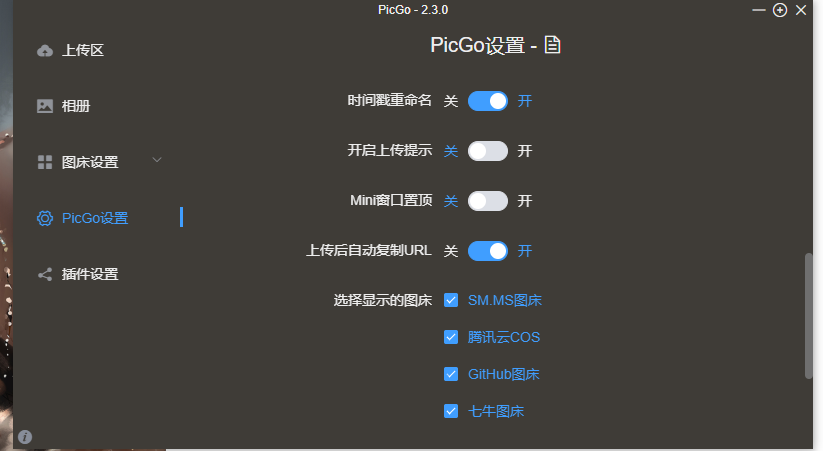 PicGo - 2.3.0
上传区
相册
图床设置
PicGo设置
插件设置
PicGo设置 -
时间戳重命名 关 开
开启上传提示 关 开
Mini窗口置顶 关 开
上传后自动复制URL 关 开
选择显示的图床 SM.MS图床
腾讯云COS
GitHub图床
七牛图床